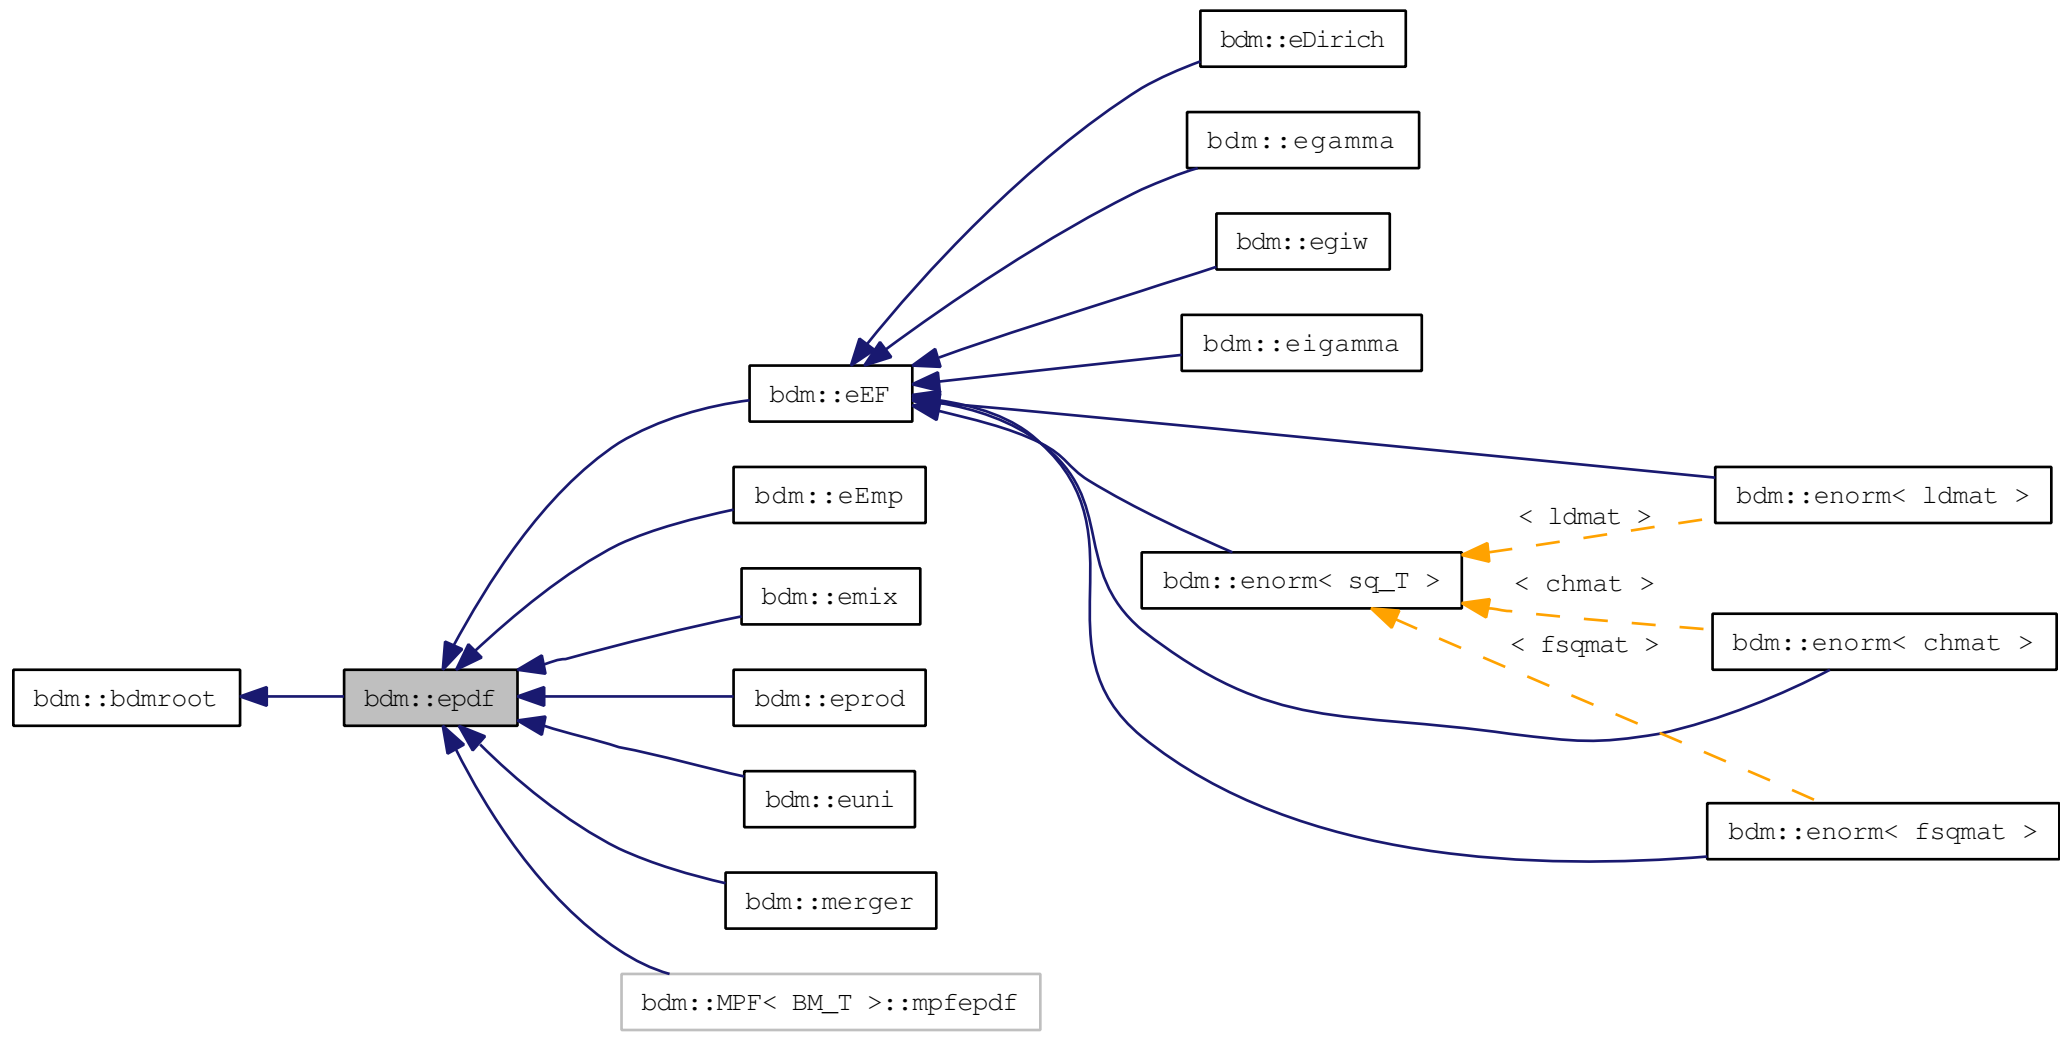 bdm::eDirich
bdm::egamma
bdm::egiw
bdm::eigamma
bdm::eEF
bdm::eEmp
bdm::enorm< ldmat >
< ldmat >
bdm::enorm< sq_T >
< chmat >
bdm::emix
< fsqmat >
bdm::enorm< chmat >
bdm::bdmroot
bdm::epdf
bdm::eprod
bdm::euni
bdm::enorm< fsqmat >
bdm::merger
bdm::MPF< BM_T >::mpfepdf